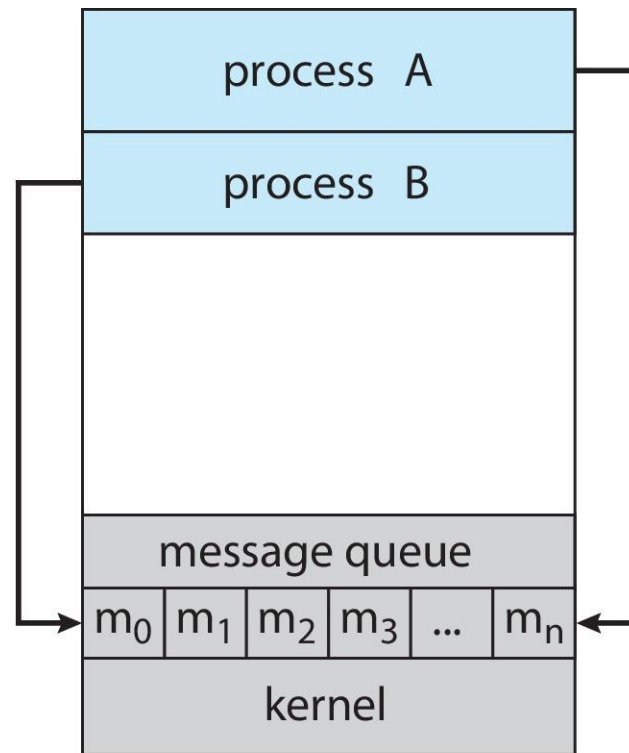 process A
process B
message queue
m₀ m₁ m₂ m₃ ... mₙ
kernel